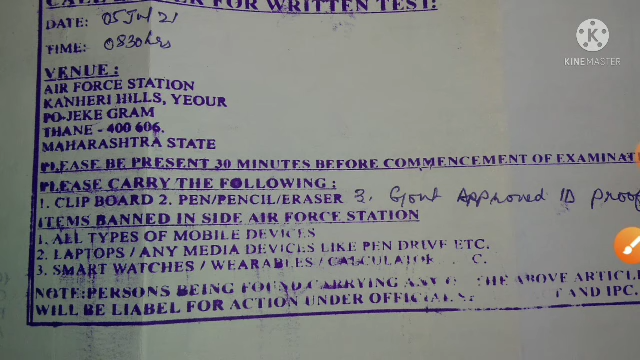 FOR WRITTEN TEST:
DATE: 05 Jul 21
TIME: 0830 hrs
KINEMASTER
VENUE :
AIR FORCE STATION
KANHERI HILLS, YEOUR
PO-JEKE GRAM
THANE - 400 606.
MAHARASHTRA STATE
PLEASE BE PRESENT 30 MINUTES BEFORE COMMENCEMENT OF
PLEASE CARRY THE FOLLOWING :
1. CLIP BOARD 2. PEN/PENCIL/ERASER 3. Govt Approved ID Proof
ITEMS BANNED IN SIDE AIR FORCE STATION
1. ALL TYPES OF MOBILE DEVICES
2. LAPTOPS / ANY MEDIA DEVICES LIKE PEN DRIVE ETC.
3. SMART WATCHES / WEARABLES / CALCULATOR
NOTE:PERSONS BEING FOUND CARRYING ANY THE ABOVE
WILL BE LIABEL FOR ACTION UNDER AND IPC.